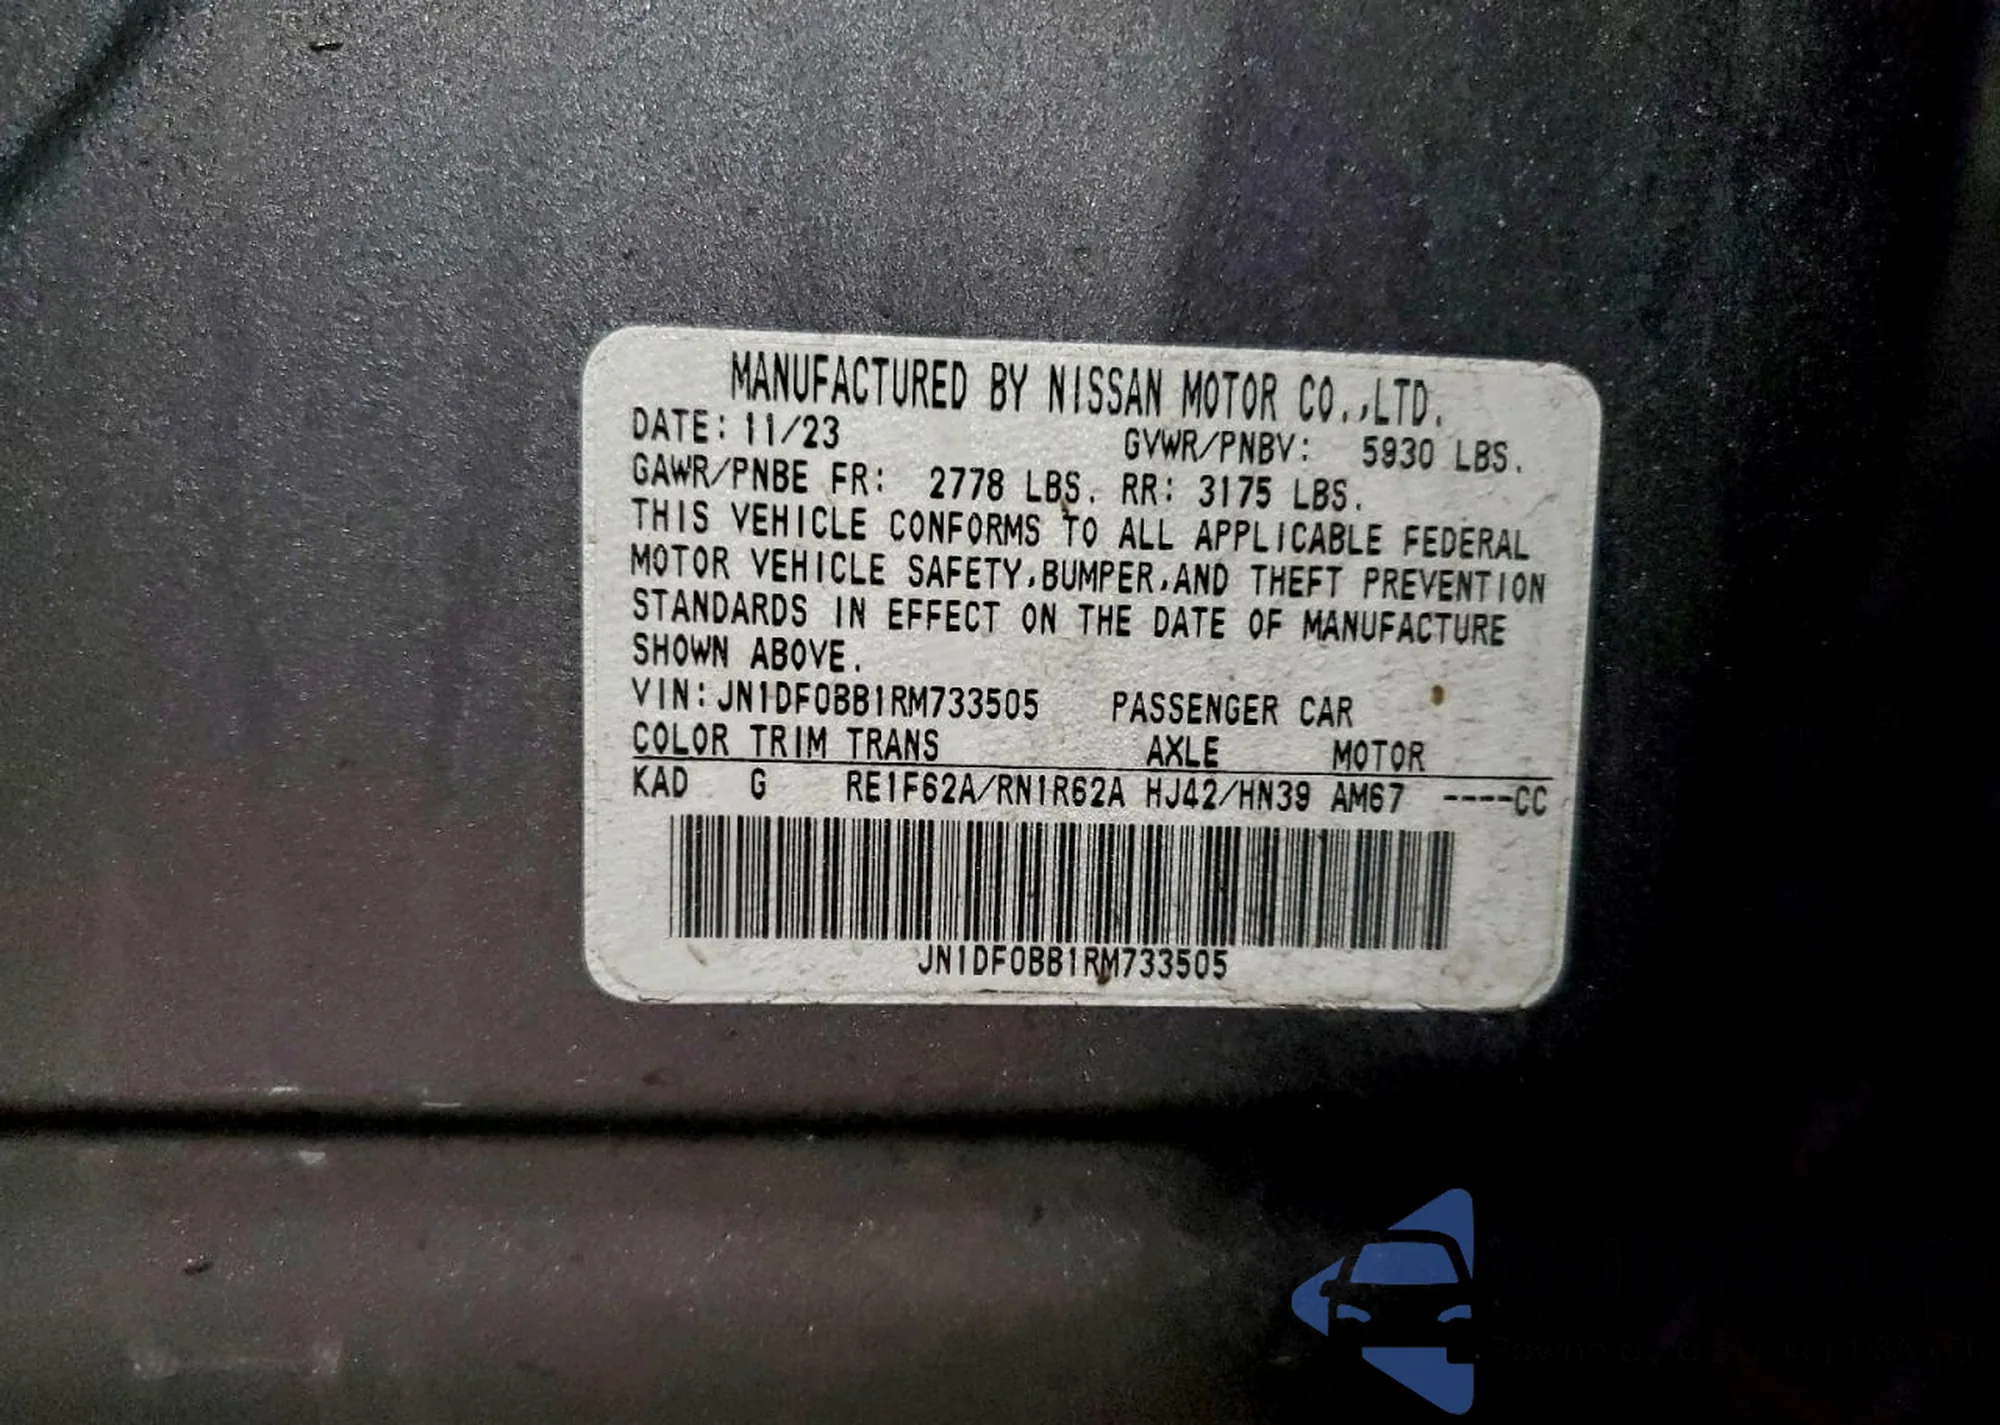 MANUFACTURED BY NISSAN MOTOR CO.,LTD.
DATE: 11/23 GVWR/PNBV: 5930 LBS.
GAWR/PNBE FR: 2778 LBS. RR: 3175 LBS.
THIS VEHICLE CONFORMS TO ALL APPLICABLE FEDERAL
MOTOR VEHICLE SAFETY,BUMPER,AND THEFT PREVENTION
STANDARDS IN EFFECT ON THE DATE OF MANUFACTURE
SHOWN ABOVE.
VIN:JN1DF0BB1RM733505 PASSENGER CAR
COLOR TRIM TRANS AXLE MOTOR
KAD G RE1F62A/RN1R62A HJ42/HN39 AM67 ----CC
JN1DF0BB1RM733505